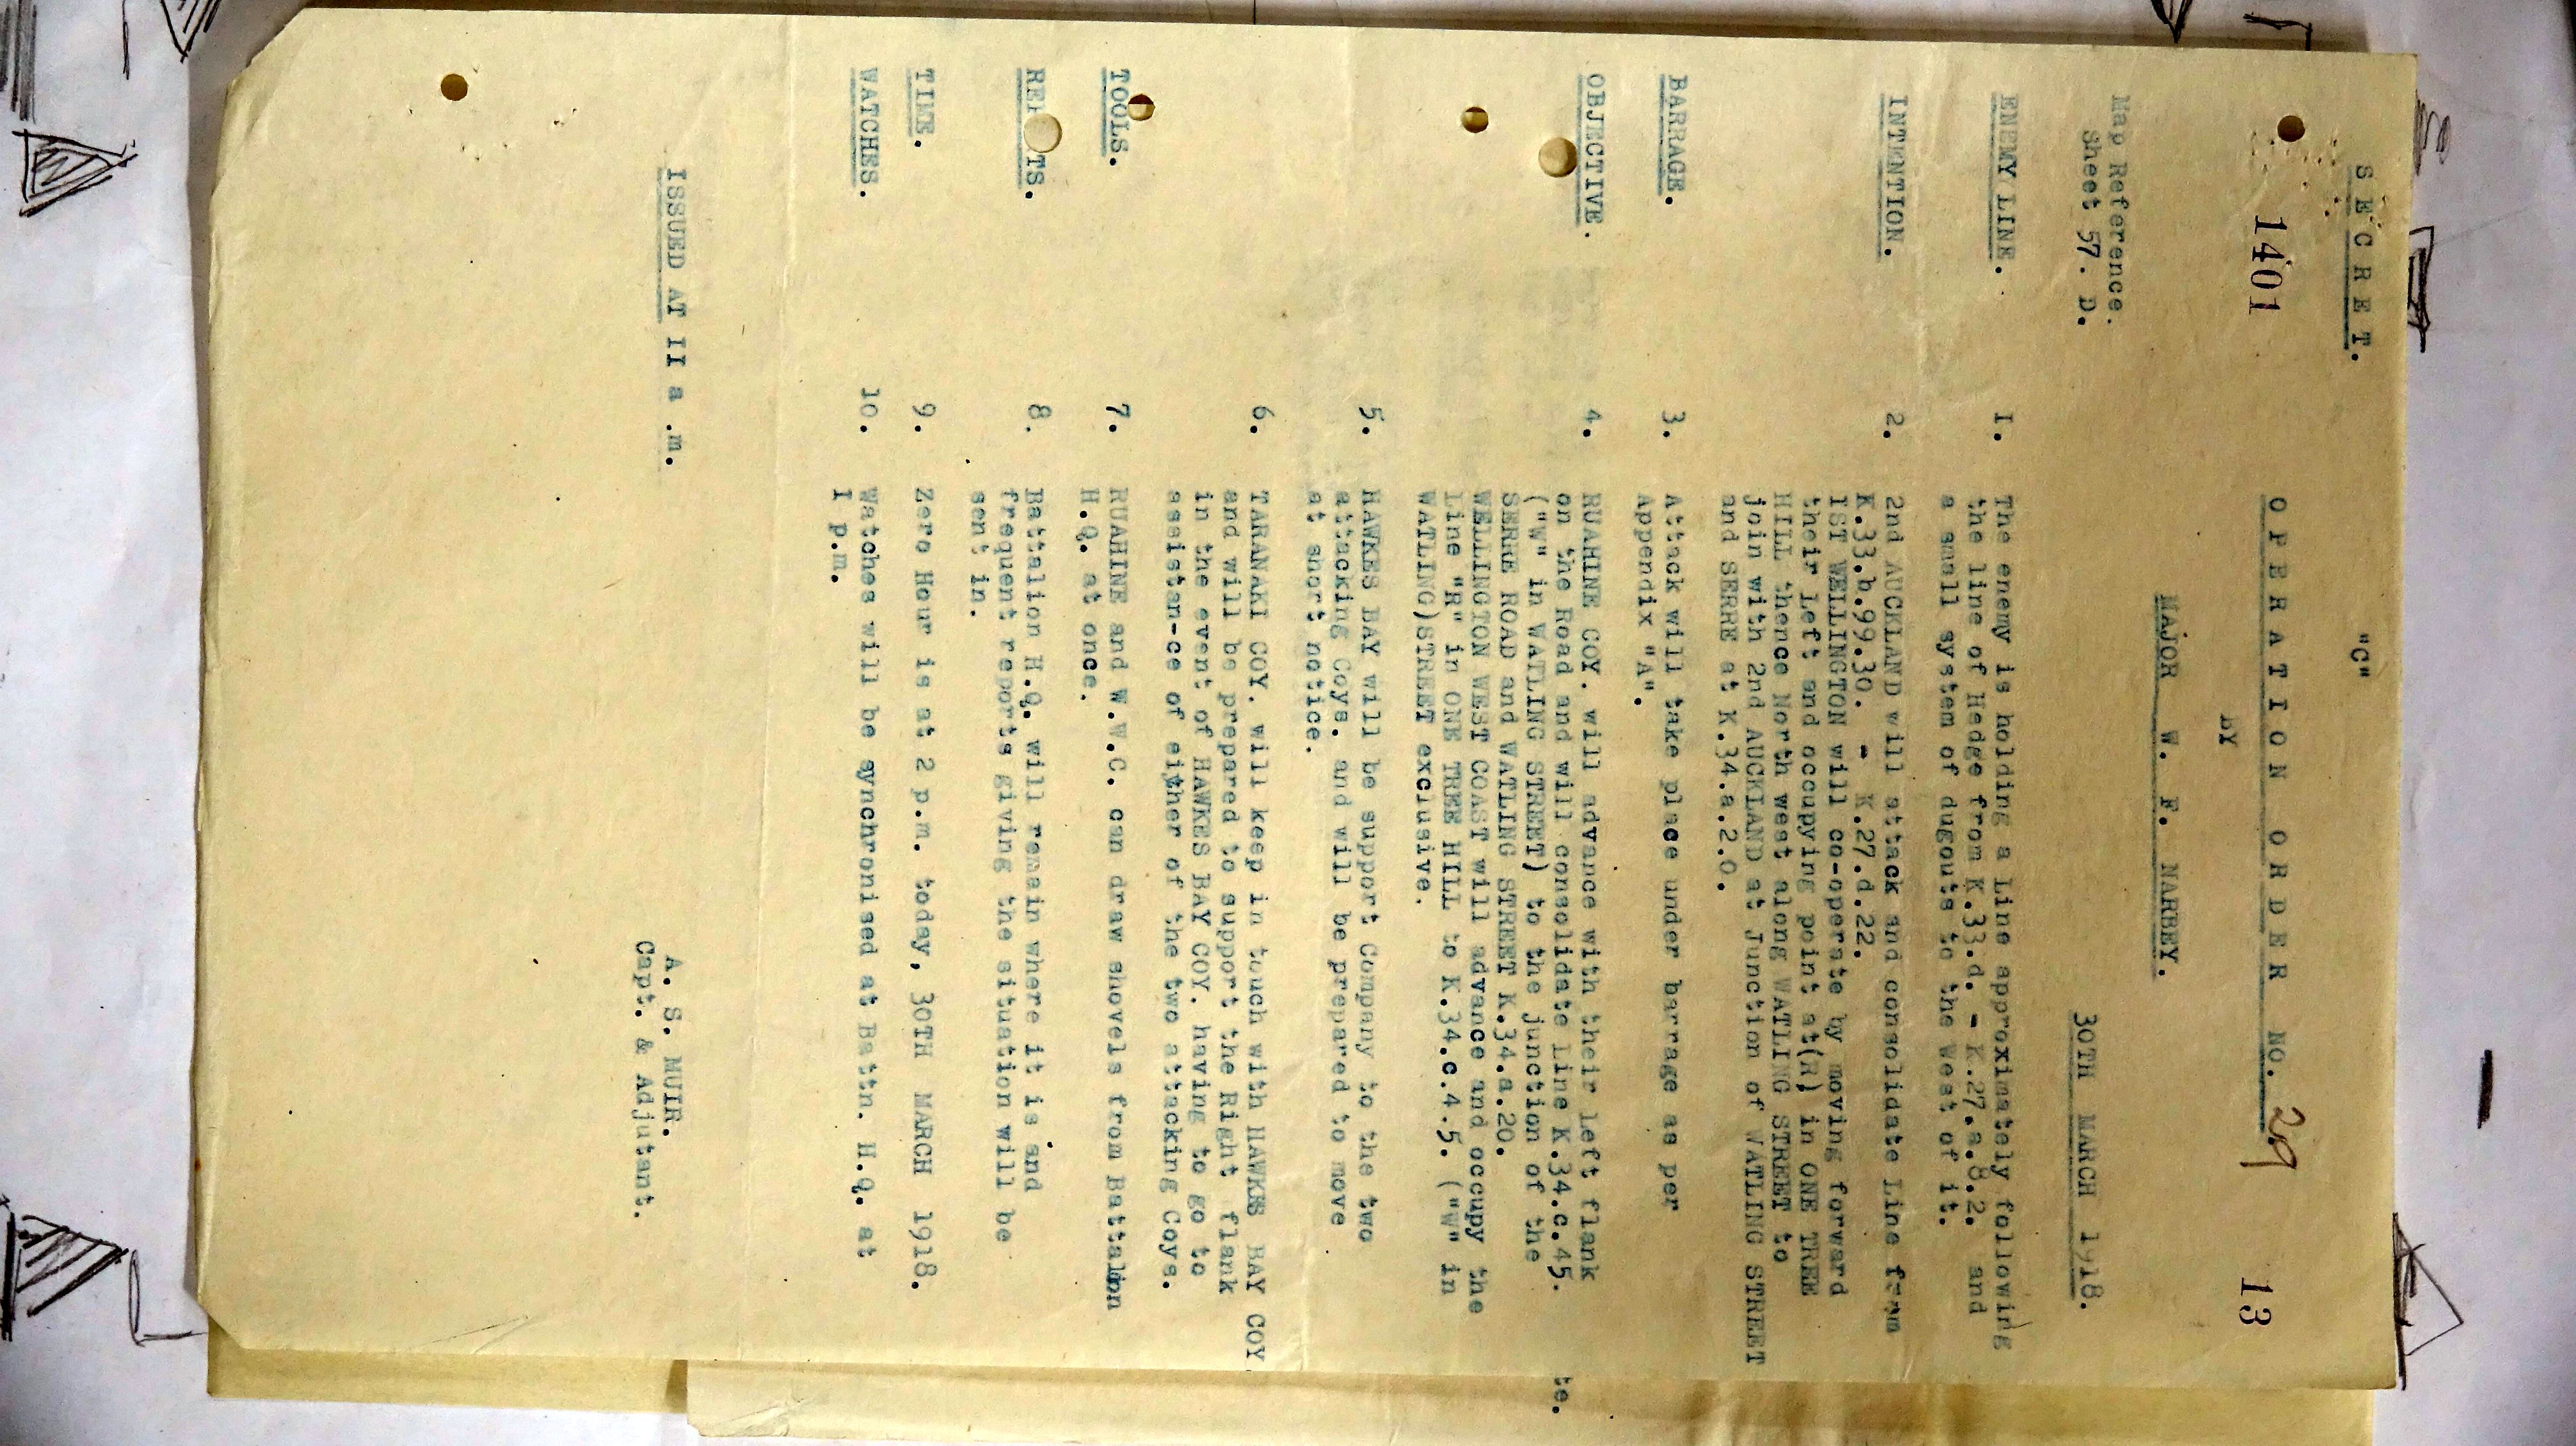 "C"
S E C R E T.
1401
O P E R A T I O N   O R D E R   NO. 29
13
BY
MAJOR W. F. NARBEY.
Map Reference.
Sheet 57. D.
30TH MARCH 1918.
ENEMY LINE. 1. The enemy is holding a Line approximately following
the line of Hedge from K.33.d. - K.27.a.8.2. and
a small system of dugouts to the west of it.
INTENTION. 2. 2nd AUCKLAND will attack and consolidate Line from
K.33.b.99.30. - K.27.d.22.
1ST WELLINGTON will co-operate by moving forward
their Left and occupying point at(R) in ONE TREE
HILL thence North west along WATLING STREET to
join with 2nd AUCKLAND at Junction of WATLING STREET
and SERRE at K.34.a.2.0.
BARRAGE. 3. Attack will take place under barrage as per
Appendix "A".
OBJECTIVE. 4. RUAHINE COY. will advance with their Left flank
on the Road and will consolidate Line K.34.c.45.
("W" in WATLING STREET) to the junction of the
SERRE ROAD and WATLING STREET K.34.a.20.
WELLINGTON WEST COAST will advance and occupy the
Line "R" in ONE TREE HILL to K.34.c.4.5. ("W" in
WATLING)STREET exclusive.
5. HAWKES BAY will be support Company to the two
attacking Coys. and will be prepared to move
at short notice.
6. TARANAKI COY. will keep in touch with HAWKES BAY COY.
and will be prepared to support the Right flank
in the event of HAWKES BAY COY. having to go to
assistan-ce of either of the two attacking Coys.
TOOLS. 7. RUAHINE and W.W.C. can draw shovels from Battalion
H.Q. at once.
RE TS. 8. Battalion H.Q. will remain where it is and
frequent reports giving the situation will be
sent in.
TIME. 9. Zero Hour is at 2 p.m. today, 30TH MARCH 1918.
WATCHES. 10. Watches will be synchronised at Battn. H.Q. at
I p.m.
ISSUED AT II a .m.
A. S. MUIR.
Capt. & Adjutant.
te.